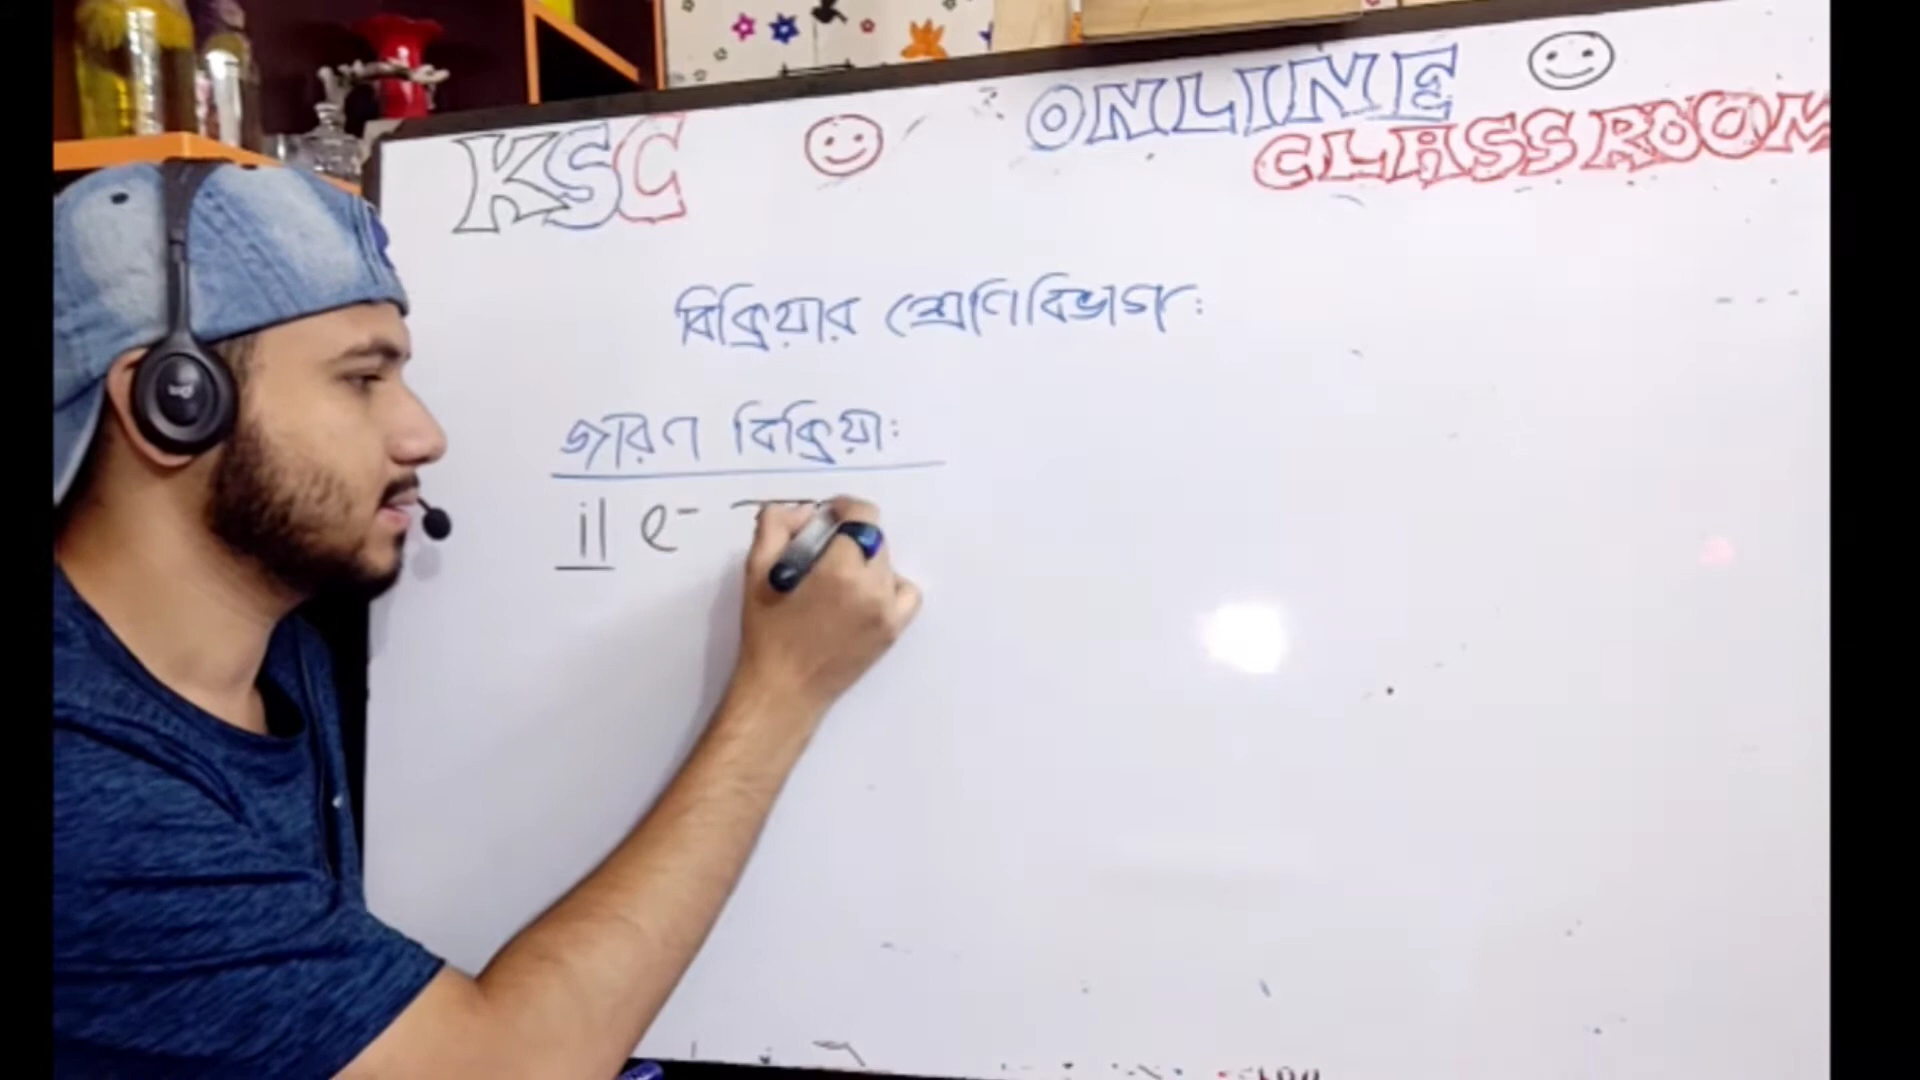 KSC ONLINE
CLASSROOM
বিক্রিয়ার শ্রেণিবিভাগ:
জারণ বিক্রিয়া:
i| e-